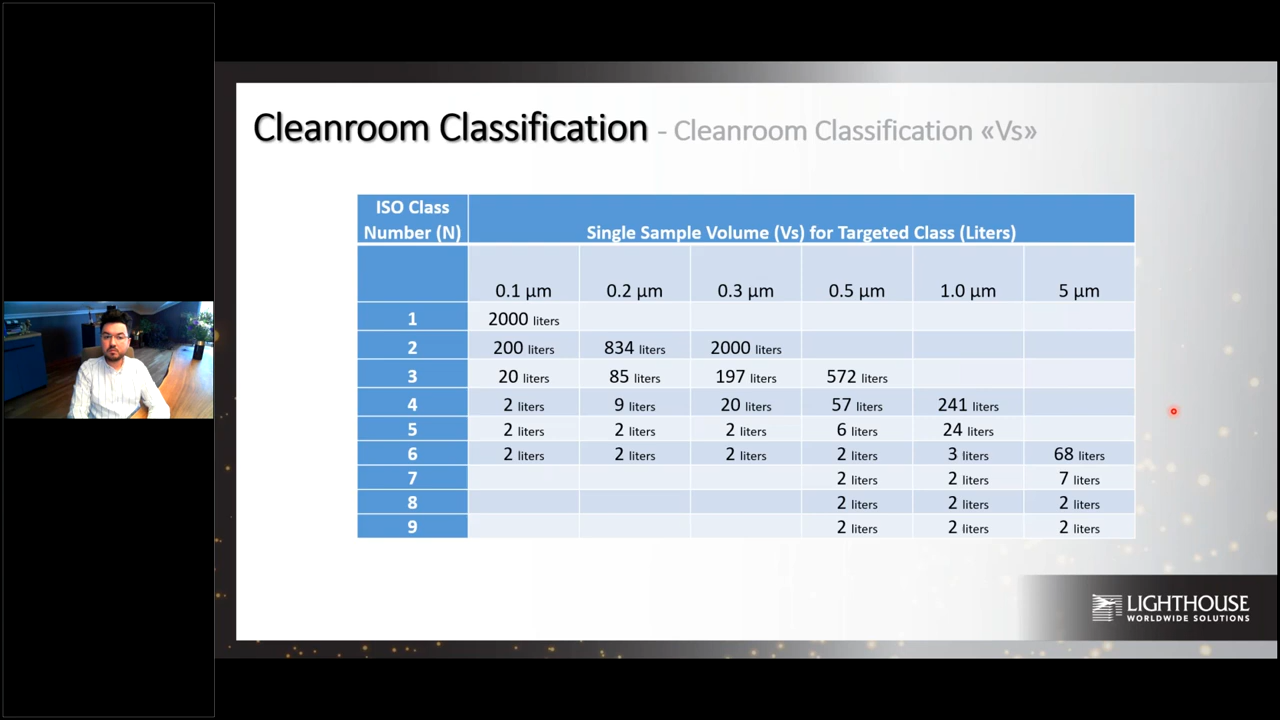 Cleanroom Classification - Cleanroom Classification «Vs»
ISO Class Number (N) Single Sample Volume (Vs) for Targeted Class (Liters)
0.1 µm 0.2 µm 0.3 µm 0.5 µm 1.0 µm 5 µm
1 2000 liters
2 200 liters 834 liters 2000 liters
3 20 liters 85 liters 197 liters 572 liters
4 2 liters 9 liters 20 liters 57 liters 241 liters
5 2 liters 2 liters 2 liters 6 liters 24 liters
6 2 liters 2 liters 2 liters 2 liters 3 liters 68 liters
7 2 liters 2 liters 7 liters
8 2 liters 2 liters 2 liters
9 2 liters 2 liters 2 liters
LIGHTHOUSE
WORLDWIDE SOLUTIONS